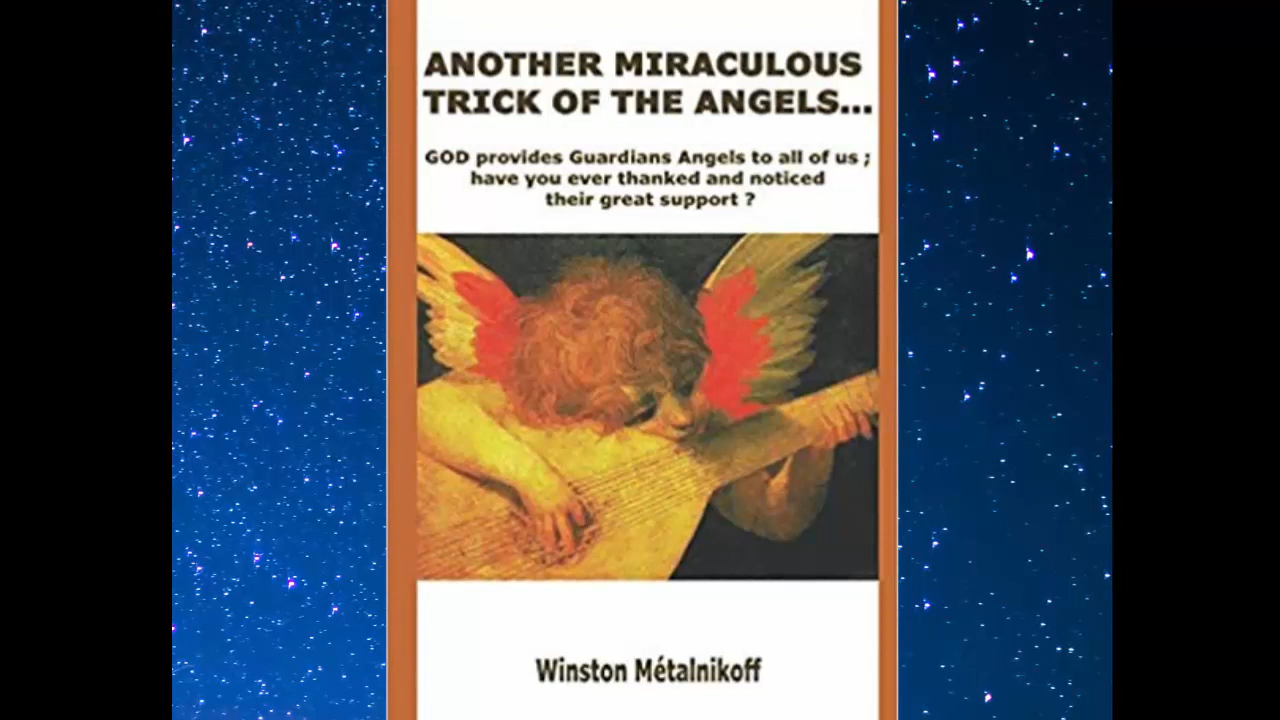 ANOTHER MIRACULOUS
TRICK OF THE ANGELS...
GOD provides Guardians Angels to all of us ;
have you ever thanked and noticed
their great support ?
Winston Métalnikoff